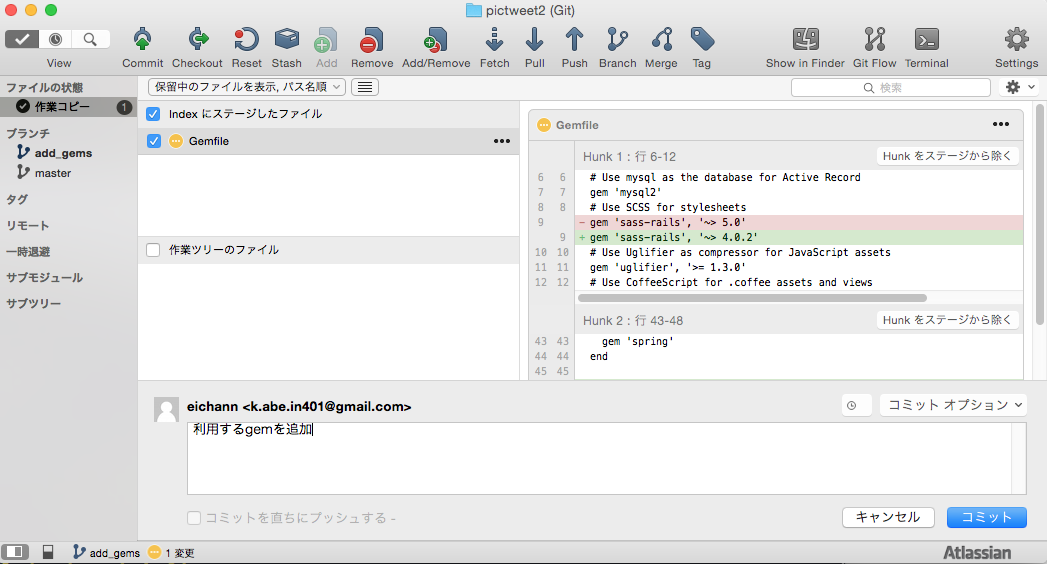 pictweet2 (Git)
View Commit Checkout Reset Stash Add Remove Add/Remove Fetch Pull Push Branch Merge Tag Show in Finder Git Flow Terminal Settings
ファイルの状態
作業コピー 1
ブランチ
add_gems
master
タグ
リモート
一時退避
サブモジュール
サブツリー
保留中のファイルを表示, パス名順
検索
Index にステージしたファイル
Gemfile
作業ツリーのファイル
Gemfile
Hunk 1 : 行 6-12 Hunk をステージから除く
6 6 # Use mysql as the database for Active Record
7 7 gem 'mysql2'
8 8 # Use SCSS for stylesheets
9 - gem 'sass-rails', '~> 5.0'
9 + gem 'sass-rails', '~> 4.0.2'
10 10 # Use Uglifier as compressor for JavaScript assets
11 11 gem 'uglifier', '>= 1.3.0'
12 12 # Use CoffeeScript for .coffee assets and views
Hunk 2 : 行 43-48 Hunk をステージから除く
43 43 gem 'spring'
44 44 end
45 45
eichann <k.abe.in401@gmail.com>
コミット オプション
利用するgemを追加
コミットを直ちにプッシュする -
キャンセル コミット
add_gems 1 変更
Atlassian